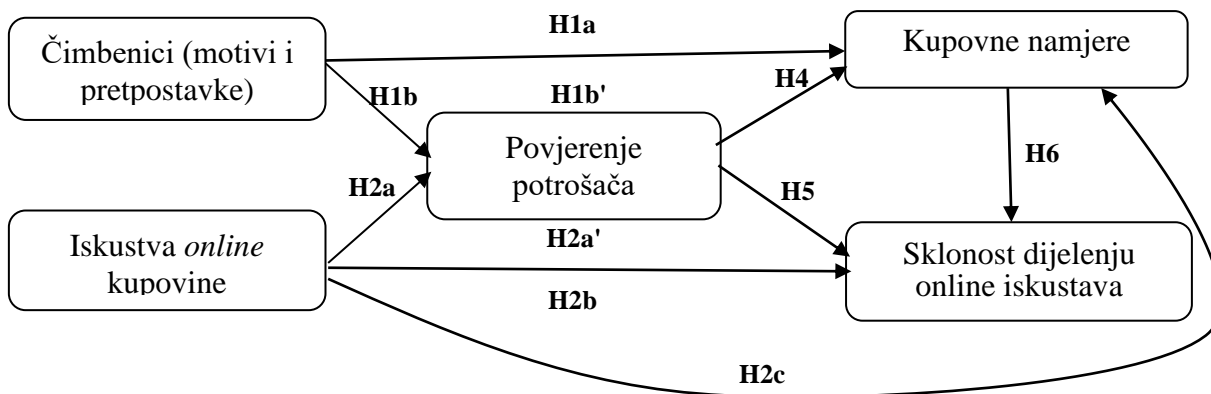 H1a
Čimbenici (motivi i
pretpostavke)
Kupovne namjere
H1b
H1b'
H4
Povjerenje
potrošača
H6
H2a
H5
Iskustva online
kupovine
H2a'
Sklonost dijelenju
online iskustava
H2b
H2c